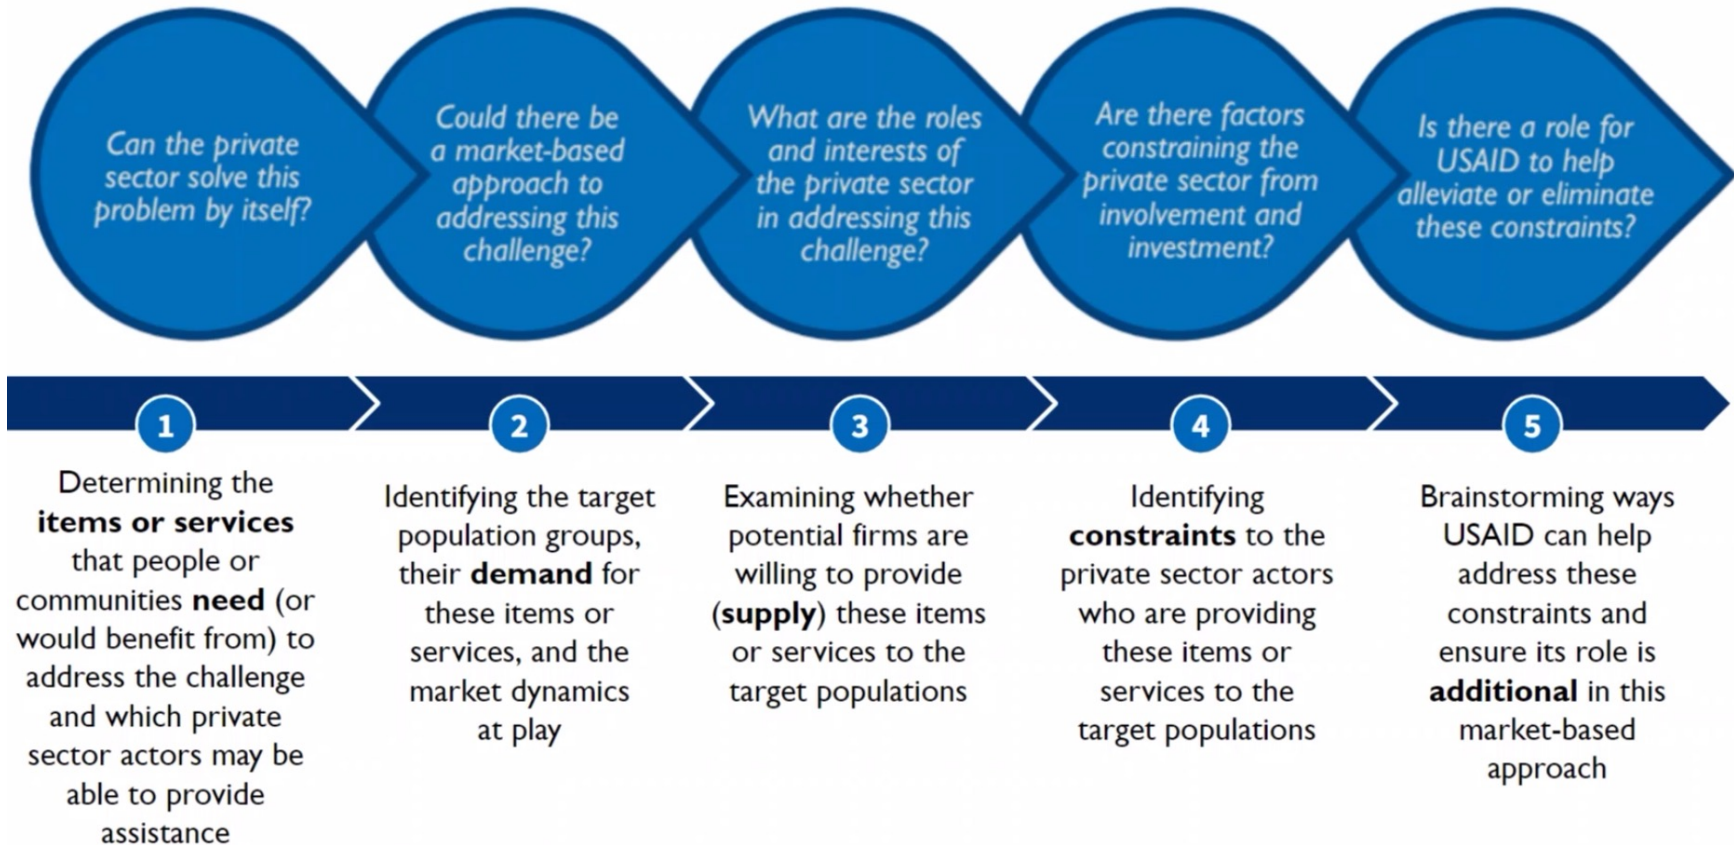 Can the private
sector solve this
problem by itself?
Could there be
a market-based
approach to
addressing this
challenge?
What are the roles
and interests of
the private sector
in addressing this
challenge?
Are there factors
constraining the
private sector from
involvement and
investment?
Is there a role for
USAID to help
alleviate or eliminate
these constraints?
1
Determining the
items or services
that people or
communities need (or
would benefit from) to
address the challenge
and which private
sector actors may be
able to provide
assistance
2
Identifying the target
population groups,
their demand for
these items or
services, and the
market dynamics
at play
3
Examining whether
potential firms are
willing to provide
(supply) these items
or services to the
target populations
4
Identifying
constraints to the
private sector actors
who are providing
these items or
services to the
target populations
5
Brainstorming ways
USAID can help
address these
constraints and
ensure its role is
additional in this
market-based
approach